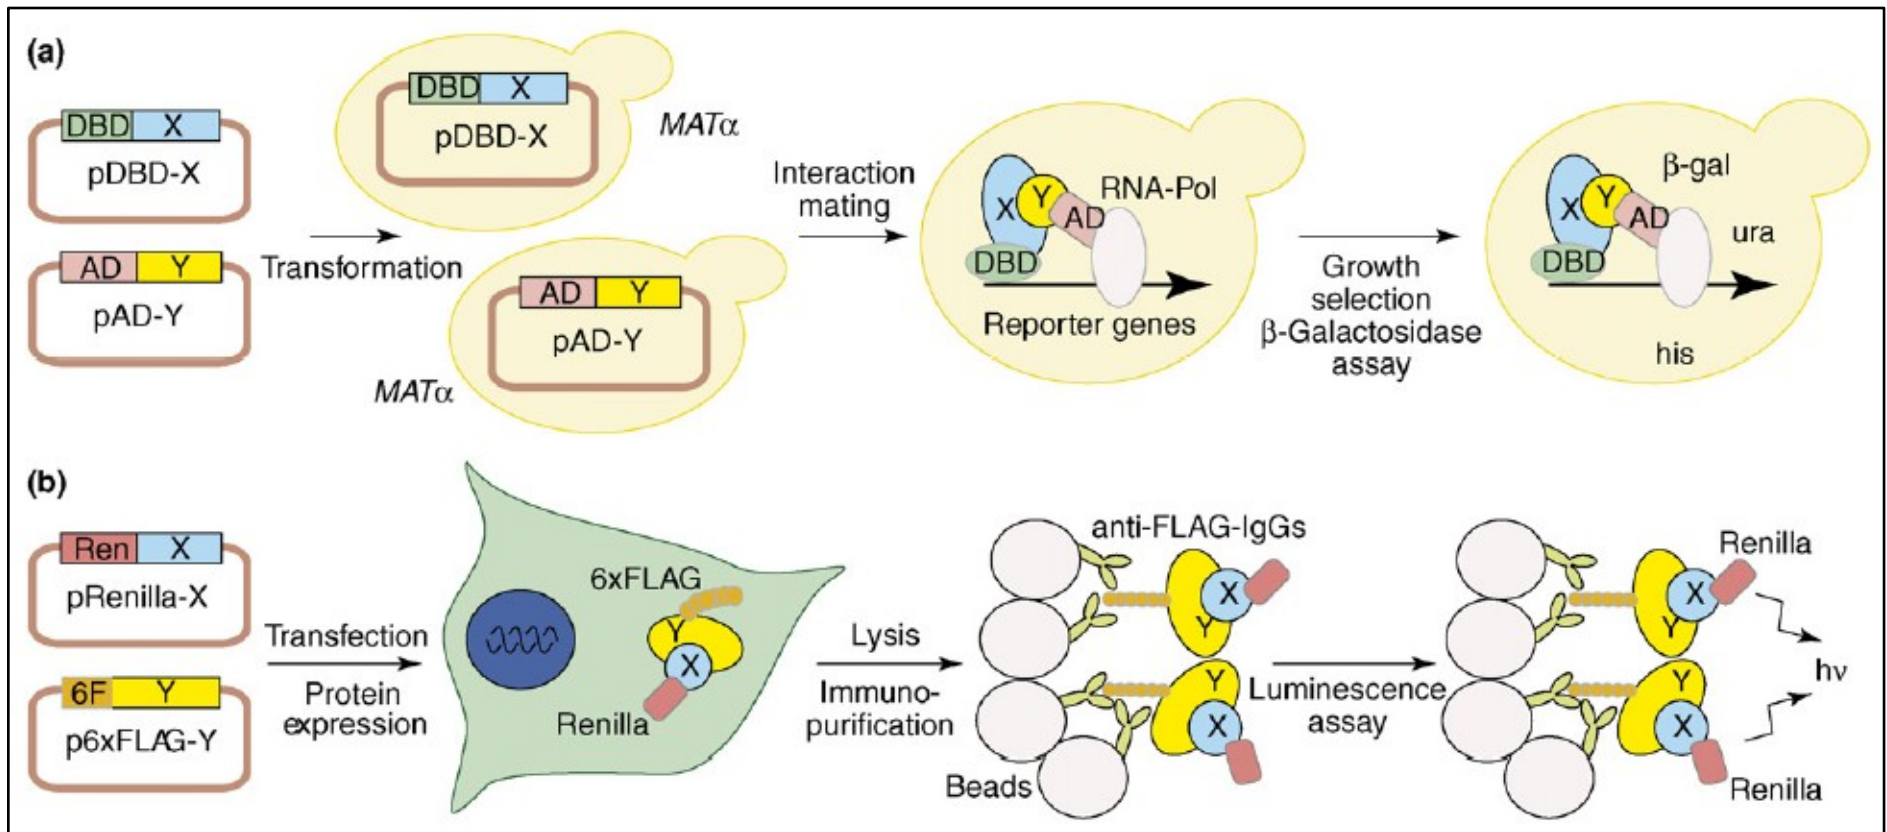 (a)
DBD X
pDBD-X
AD Y
pAD-Y
Transformation
DBD X
pDBD-X
MATα
AD Y
pAD-Y
MATα
Interaction
mating
X Y AD RNA-Pol
DBD
Reporter genes
Growth
selection
β-Galactosidase
assay
β-gal
X Y AD
ura
DBD
his
(b)
Ren X
pRenilla-X
6F Y
p6xFLAG-Y
Transfection
Protein
expression
6xFLAG
Y
X
Renilla
Lysis
Immuno-
purification
anti-FLAG-IgGs
X
Y
Y
X
Beads
Luminescence
assay
Renilla
X
Y
hν
Y
X
Renilla